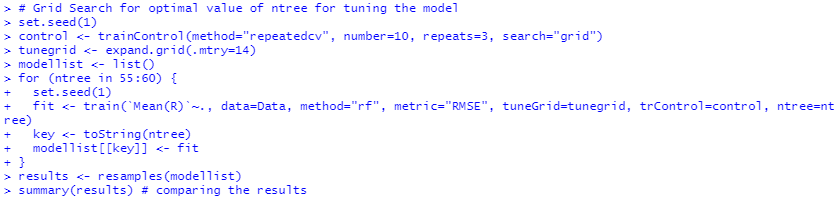 > # Grid Search for optimal value of ntree for tuning the model
> set.seed(1)
> control <- trainControl(method="repeatedcv", number=10, repeats=3, search="grid")
> tunegrid <- expand.grid(.mtry=14)
> modellist <- list()
> for (ntree in 55:60) {
+   set.seed(1)
+   fit <- train(`Mean(R)`~., data=Data, method="rf", metric="RMSE", tuneGrid=tunegrid, trControl=control, ntree=nt
ree)
+   key <- toString(ntree)
+   modellist[[key]] <- fit
+ }
> results <- resamples(modellist)
> summary(results) # comparing the results